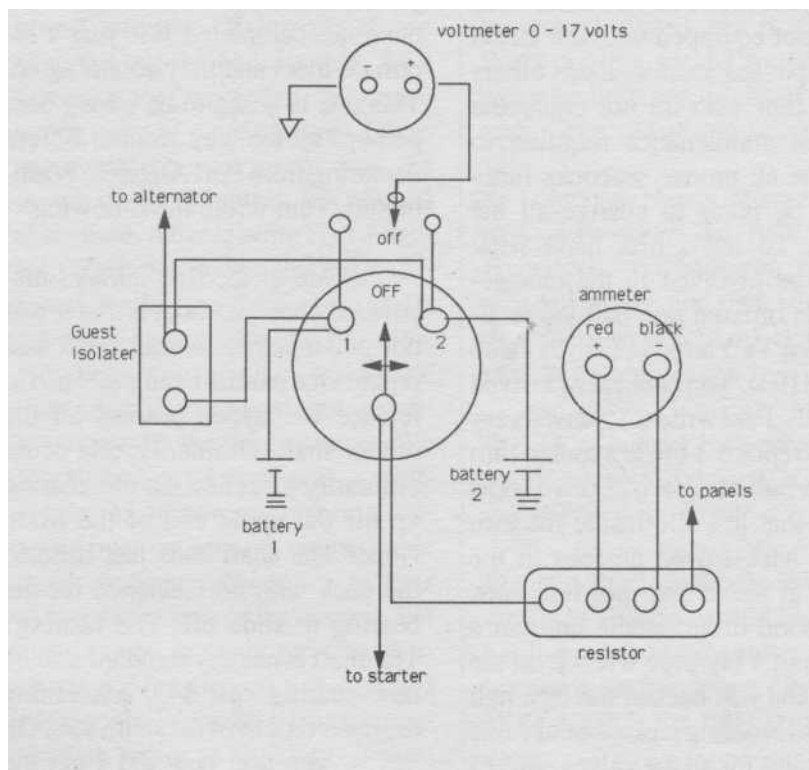 voltmeter 0 - 17 volts
- +
to alternator
off
OFF
ammeter
Guest
isolater
1
2
red
+
black
-
battery
1
battery
2
to panels
resistor
to starter